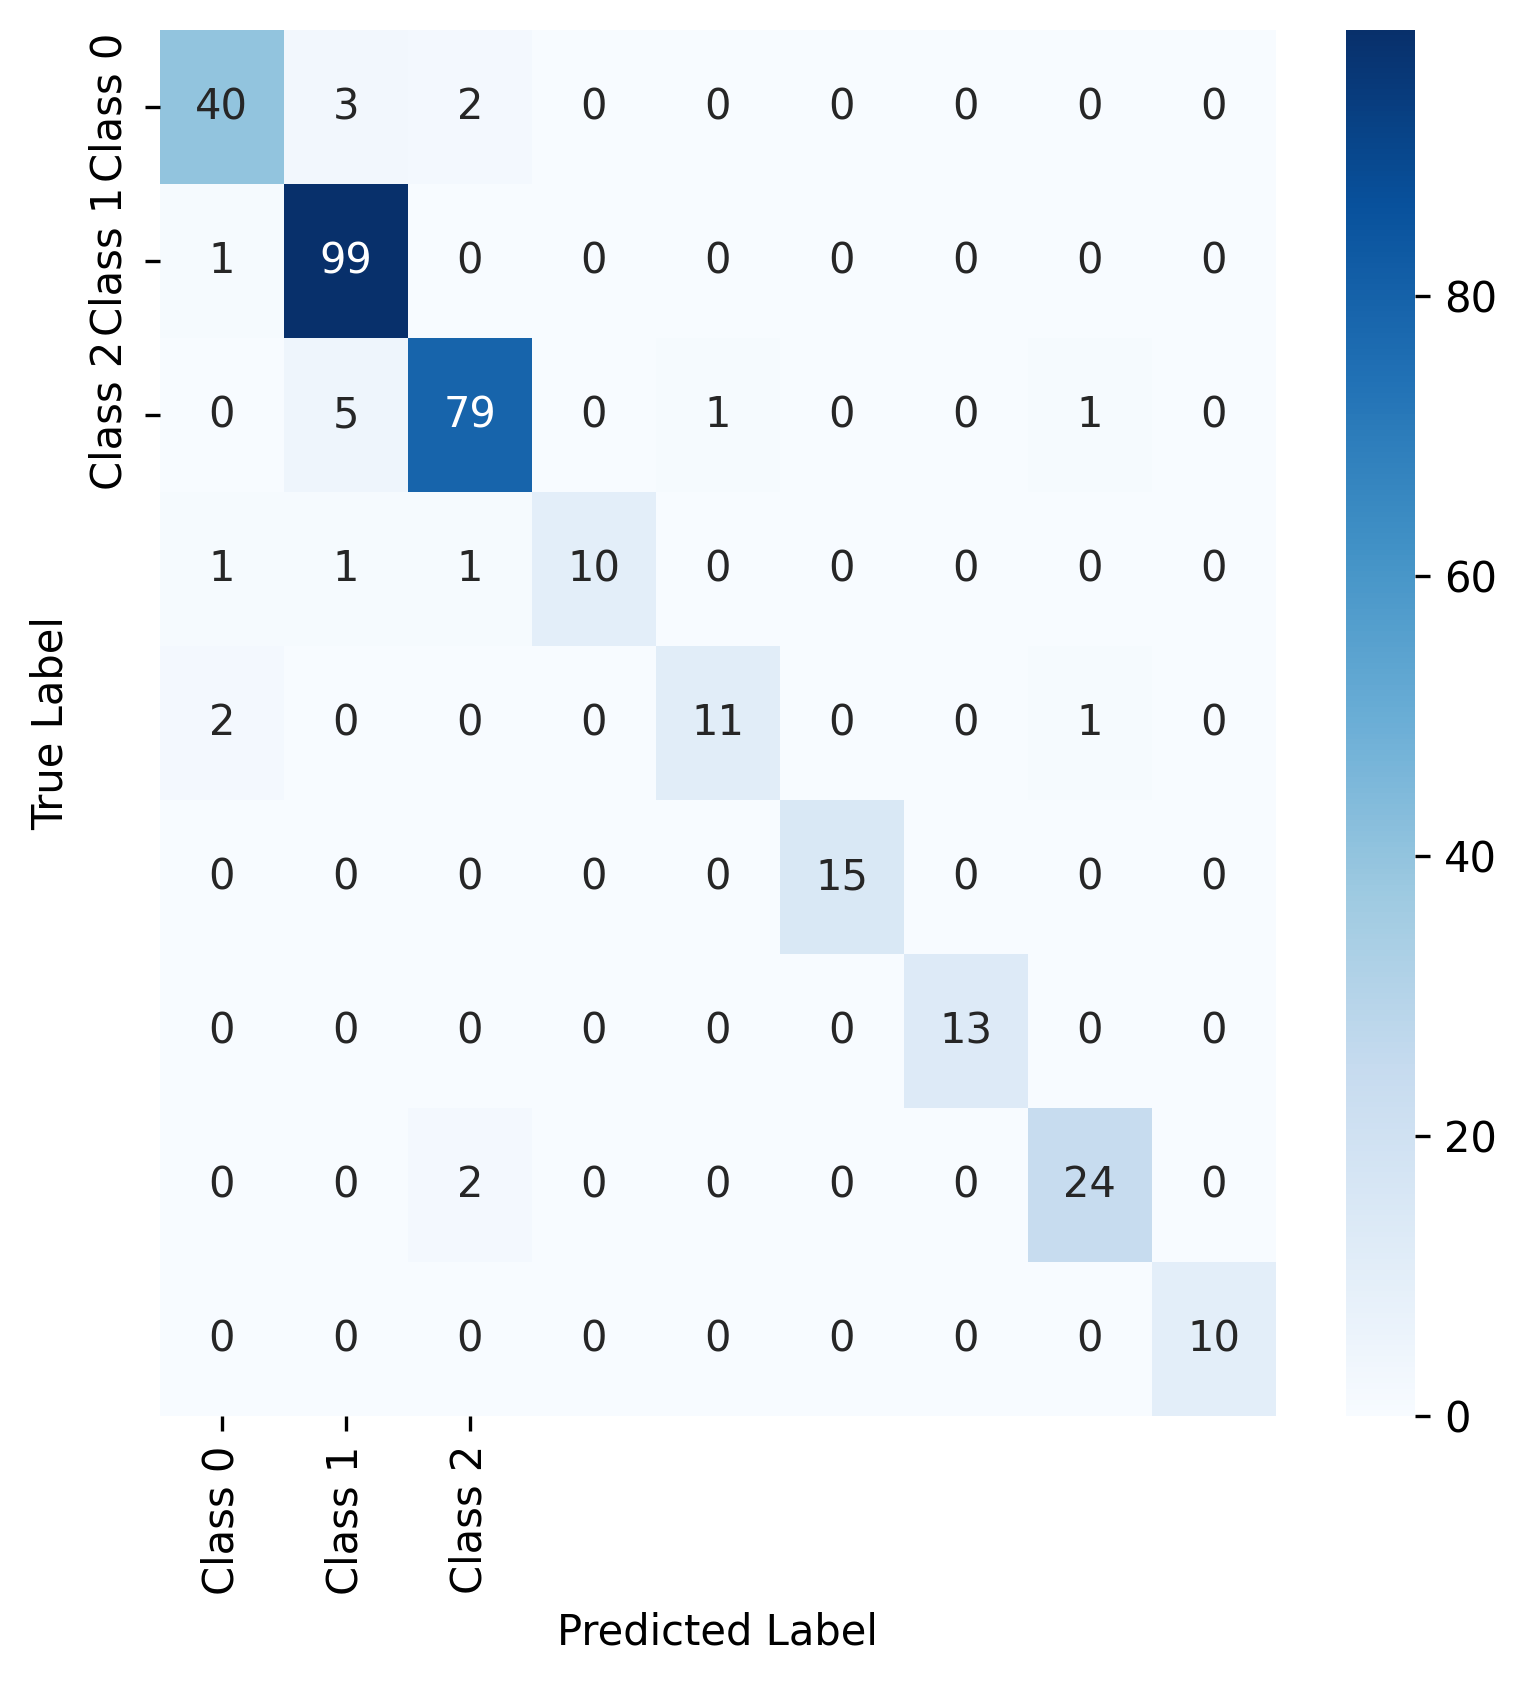 Class 0
Class 1
Class 2
True Label
40 3 2 0 0 0 0 0 0
1 99 0 0 0 0 0 0 0
0 5 79 0 1 0 0 1 0
1 1 1 10 0 0 0 0 0
2 0 0 0 11 0 0 1 0
0 0 0 0 0 15 0 0 0
0 0 0 0 0 0 13 0 0
0 0 2 0 0 0 0 24 0
0 0 0 0 0 0 0 0 10
Class 0
Class 1
Class 2
Predicted Label
80
60
40
20
0